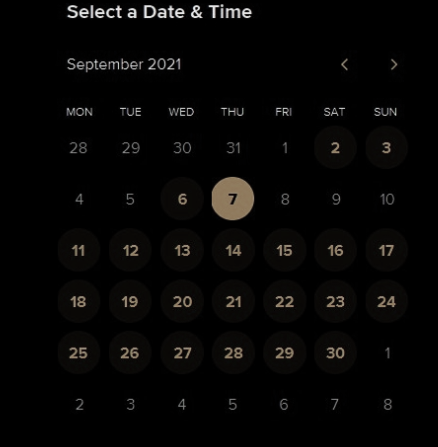 Select a Date & Time
September 2021
MON TUE WED THU FRI SAT SUN
28 29 30 31 1 2 3
4 5 6 7 8 9 10
11 12 13 14 15 16 17
18 19 20 21 22 23 24
25 26 27 28 29 30 1
2 3 4 5 6 7 8